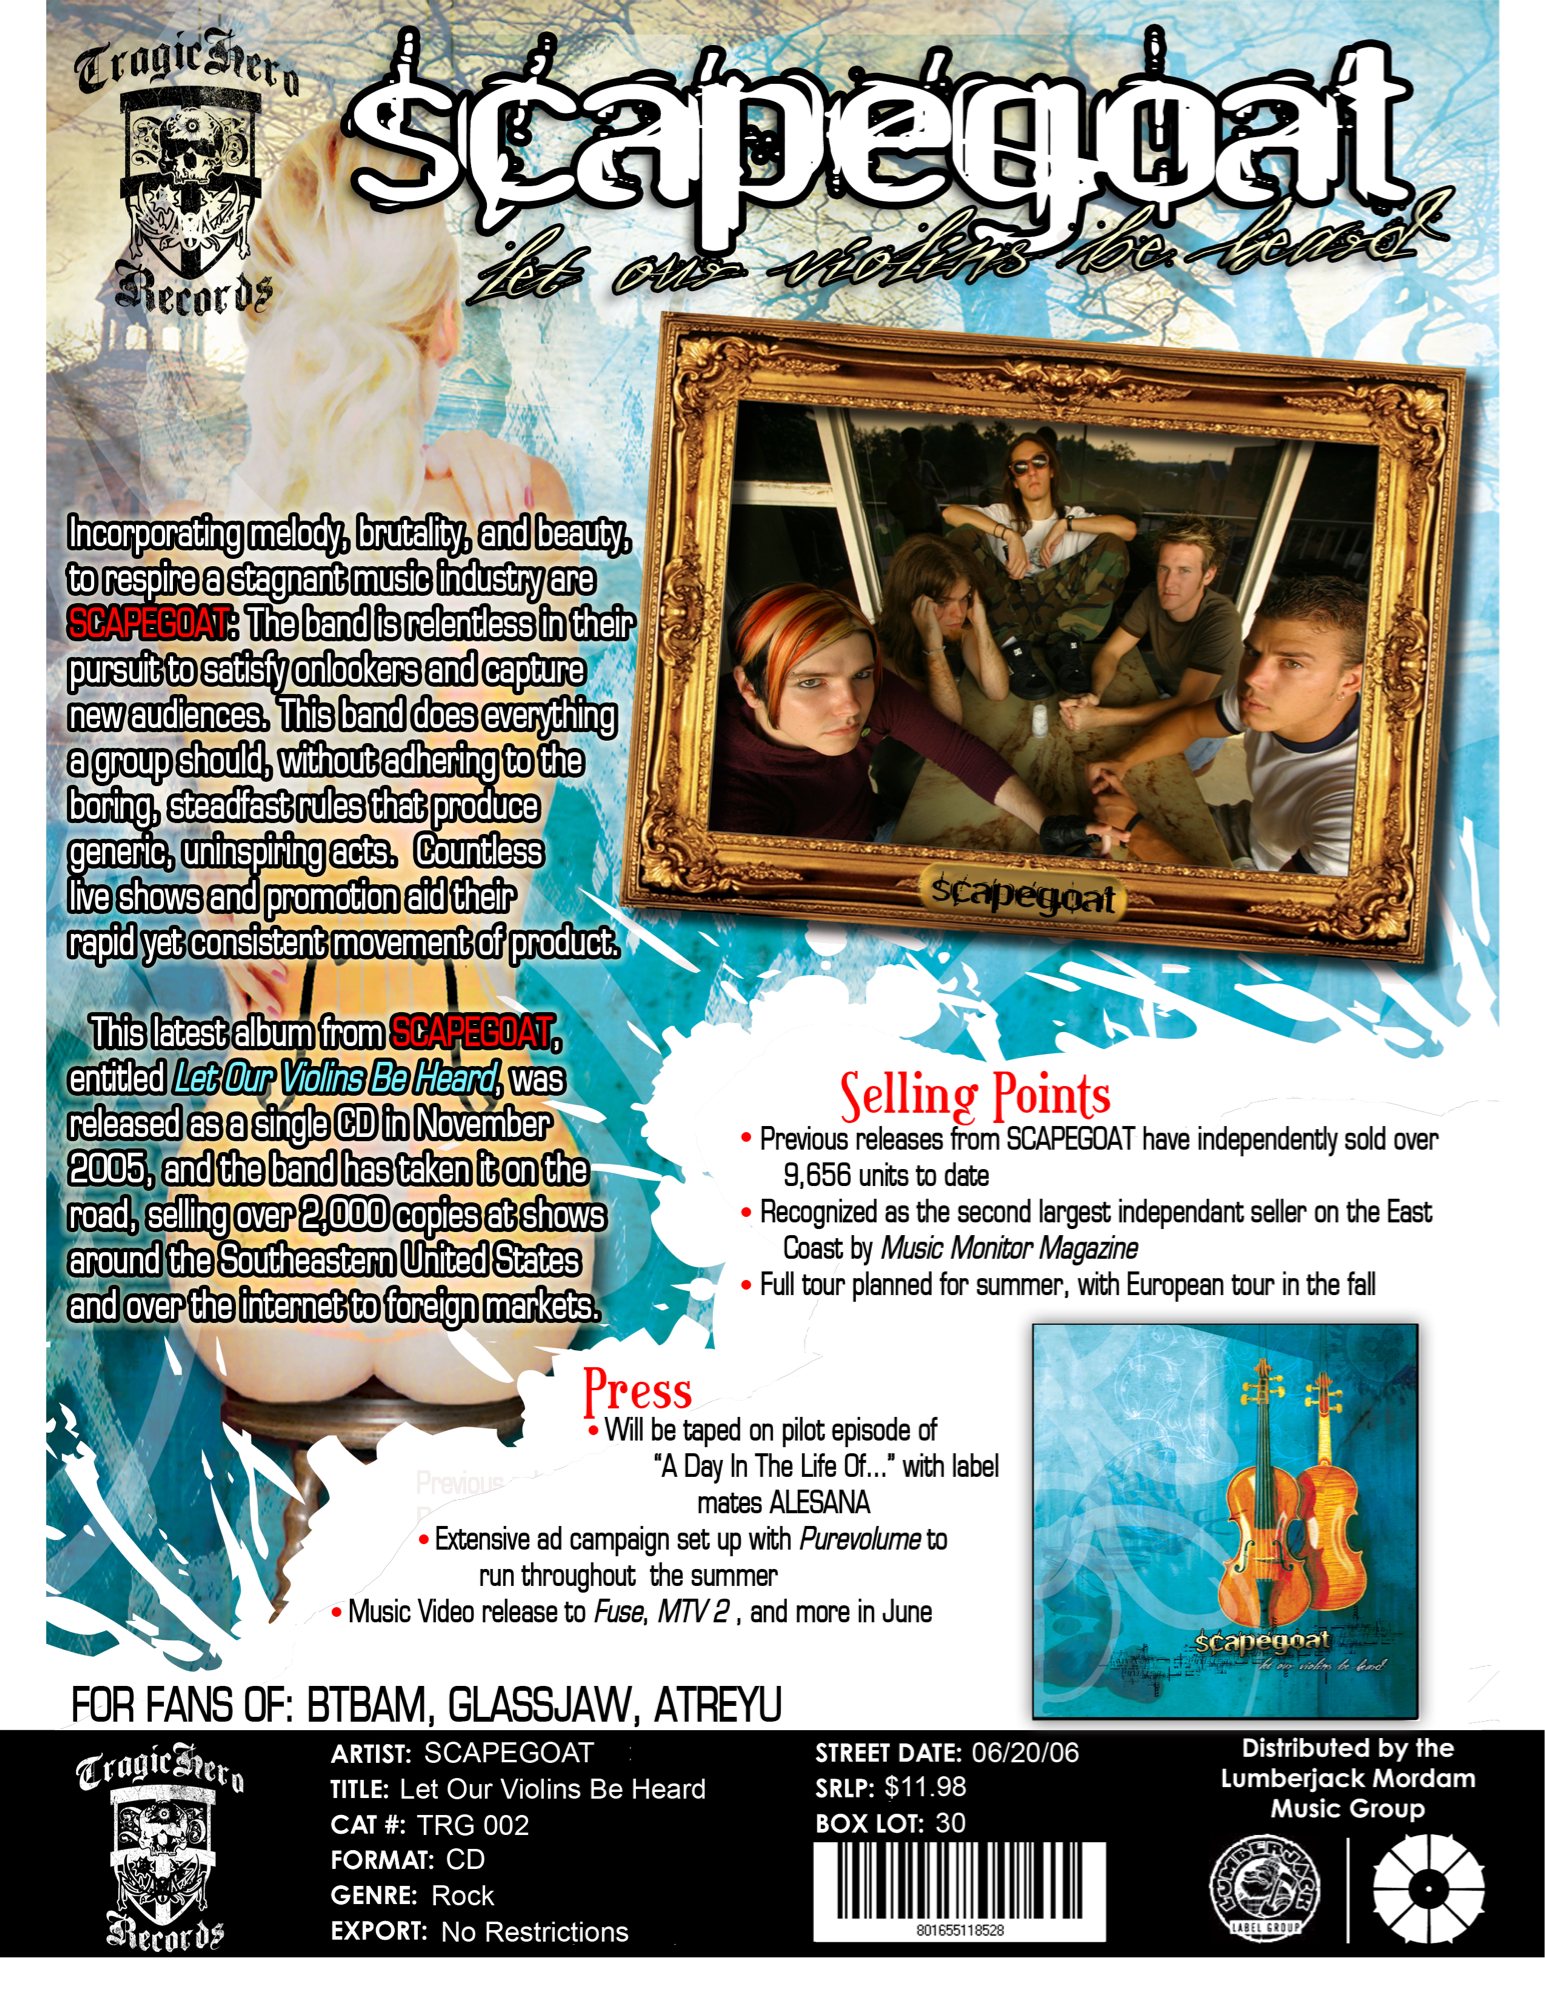 Tragic Hero
Records
scapegoat
let our violins be heard
scapegoat
Incorporating melody, brutality, and beauty,
to respire a stagnant music industry are
SCAPEGOAT: The band is relentless in their
pursuit to satisfy onlookers and capture
new audiences. This band does everything
a group should, without adhering to the
boring, steadfast rules that produce
generic, uninspiring acts.  Countless
live shows and promotion aid their
rapid yet consistent movement of product.
This latest album from SCAPEGOAT,
entitled Let Our Violins Be Heard, was
released as a single CD in November
2005, and the band has taken it on the
road, selling over 2,000 copies at shows
around the Southeastern United States
and over the internet to foreign markets.
Selling Points
• Previous releases from SCAPEGOAT have independently sold over
9,656 units to date
• Recognized as the second largest independant seller on the East
Coast by Music Monitor Magazine
• Full tour planned for summer, with European tour in the fall
Press
• Will be taped on pilot episode of
"A Day In The Life Of..." with label
mates ALESANA
Previous
• Extensive ad campaign set up with Purevolume to
run throughout  the summer
• Music Video release to Fuse, MTV 2 , and more in June
scapegoat
let our violins be heard
FOR FANS OF: BTBAM, GLASSJAW, ATREYU
Tragic Hero
Records
ARTIST: SCAPEGOAT
TITLE: Let Our Violins Be Heard
CAT #: TRG 002
FORMAT: CD
GENRE: Rock
EXPORT: No Restrictions
STREET DATE: 06/20/06
SRLP: $11.98
BOX LOT: 30
801655118528
Distributed by the
Lumberjack Mordam
Music Group
LUMBERJACK
LABEL GROUP